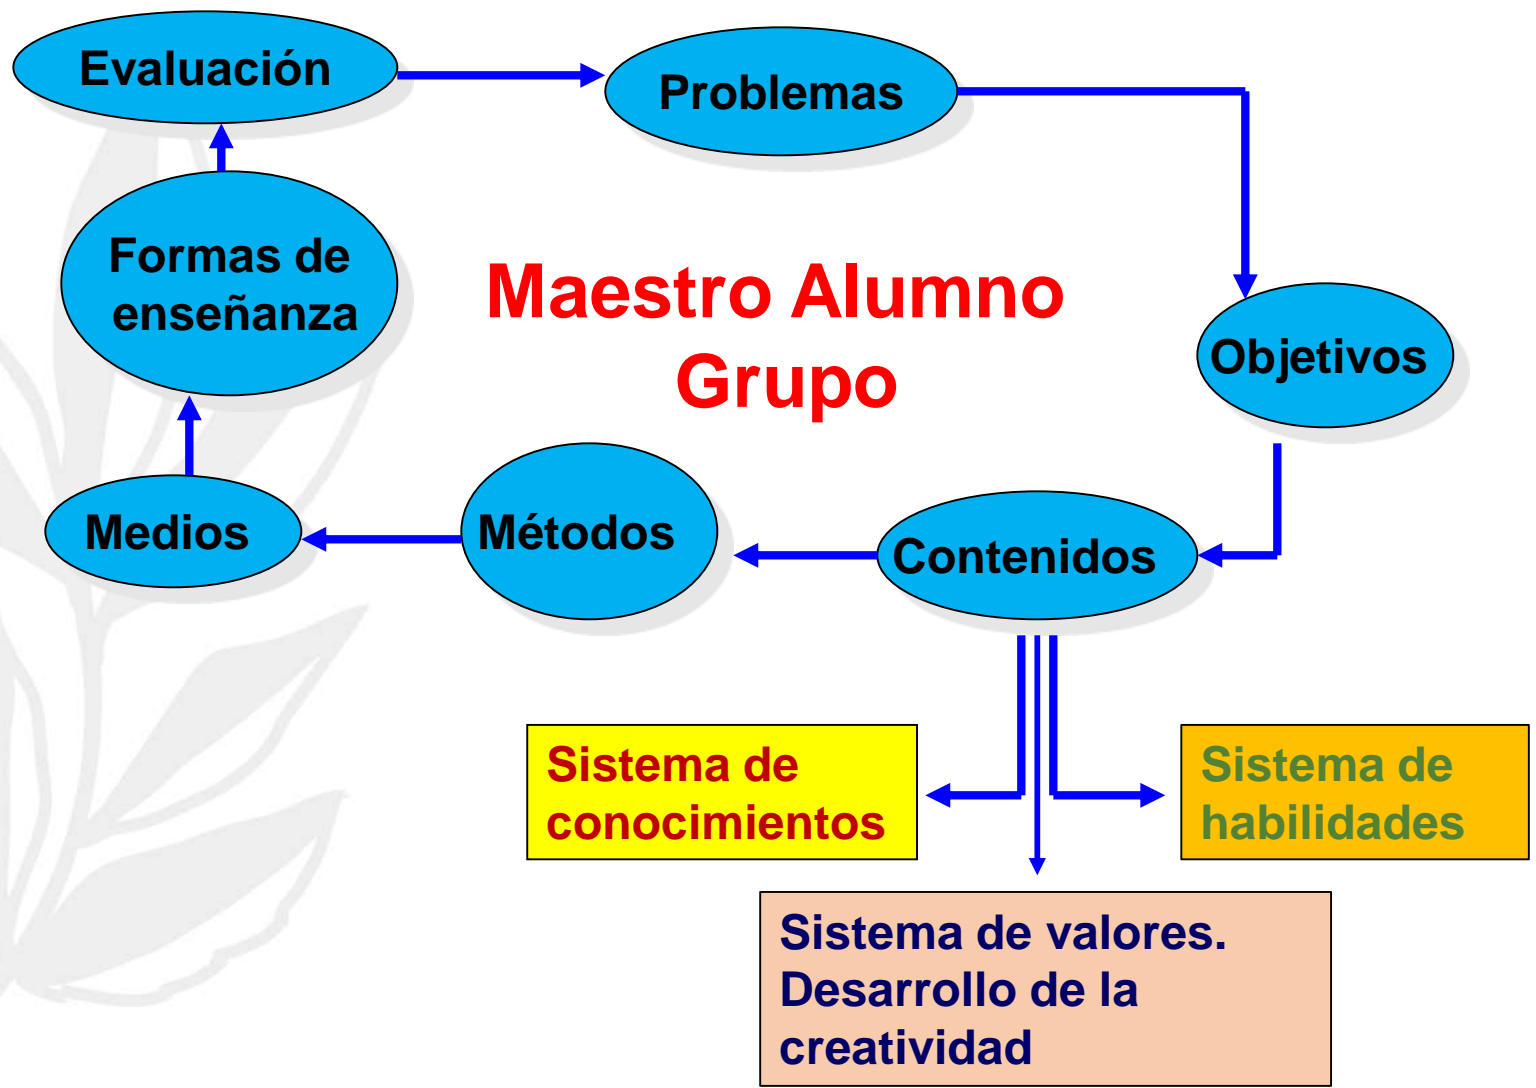 Evaluación
Problemas
Formas de
enseñanza
Maestro Alumno
Grupo
Objetivos
Medios
Métodos
Contenidos
Sistema de
conocimientos
Sistema de
habilidades
Sistema de valores.
Desarrollo de la
creatividad